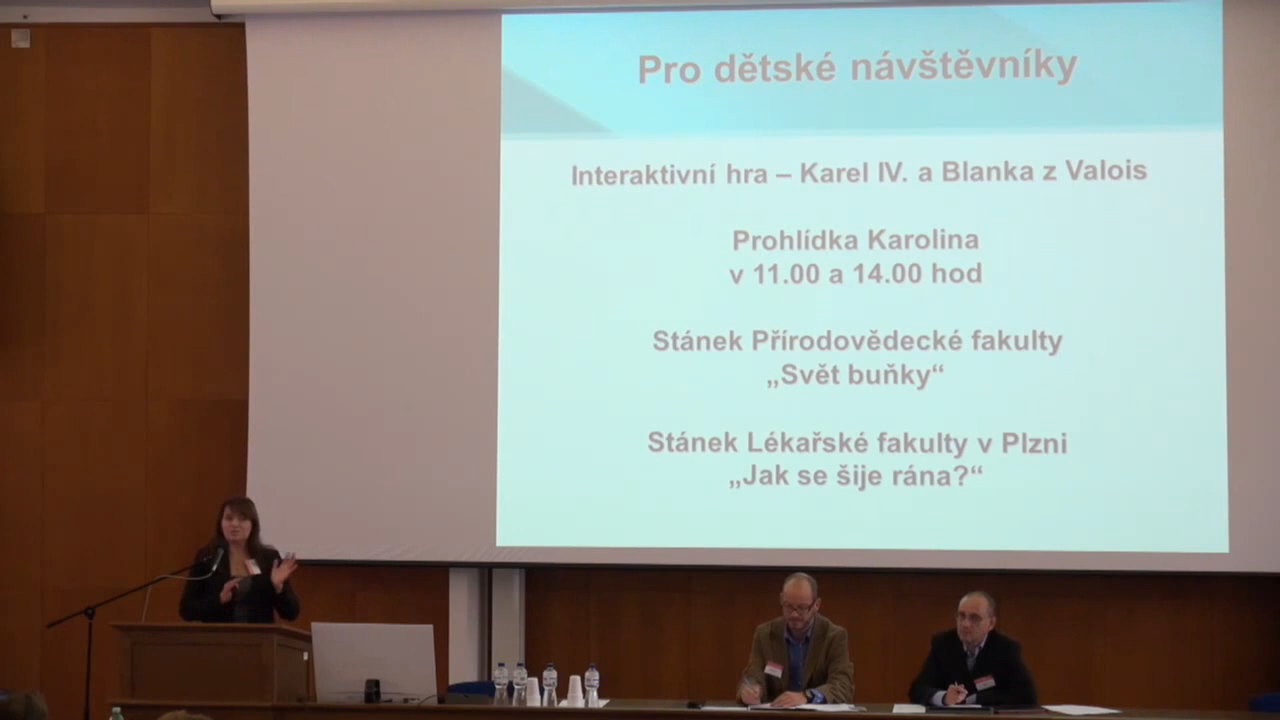 Pro dětské návštěvníky
Interaktivní hra – Karel IV. a Blanka z Valois
Prohlídka Karolina
v 11.00 a 14.00 hod
Stánek Přírodovědecké fakulty
„Svět buňky“
Stánek Lékařské fakulty v Plzni
„Jak se šije rána?“